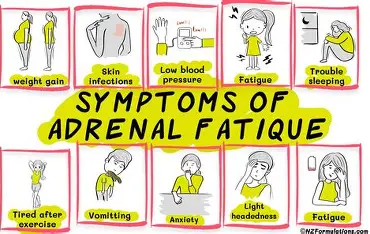 weight gain
Skin
infections
Low blood
pressure
Fatigue
Trouble
sleeping
SYMPTOMS OF
ADRENAL FATIQUE
Tired after
exercise
Vomitting
Anxiety
Light
headedness
Fatigue
©NZFormulations.com